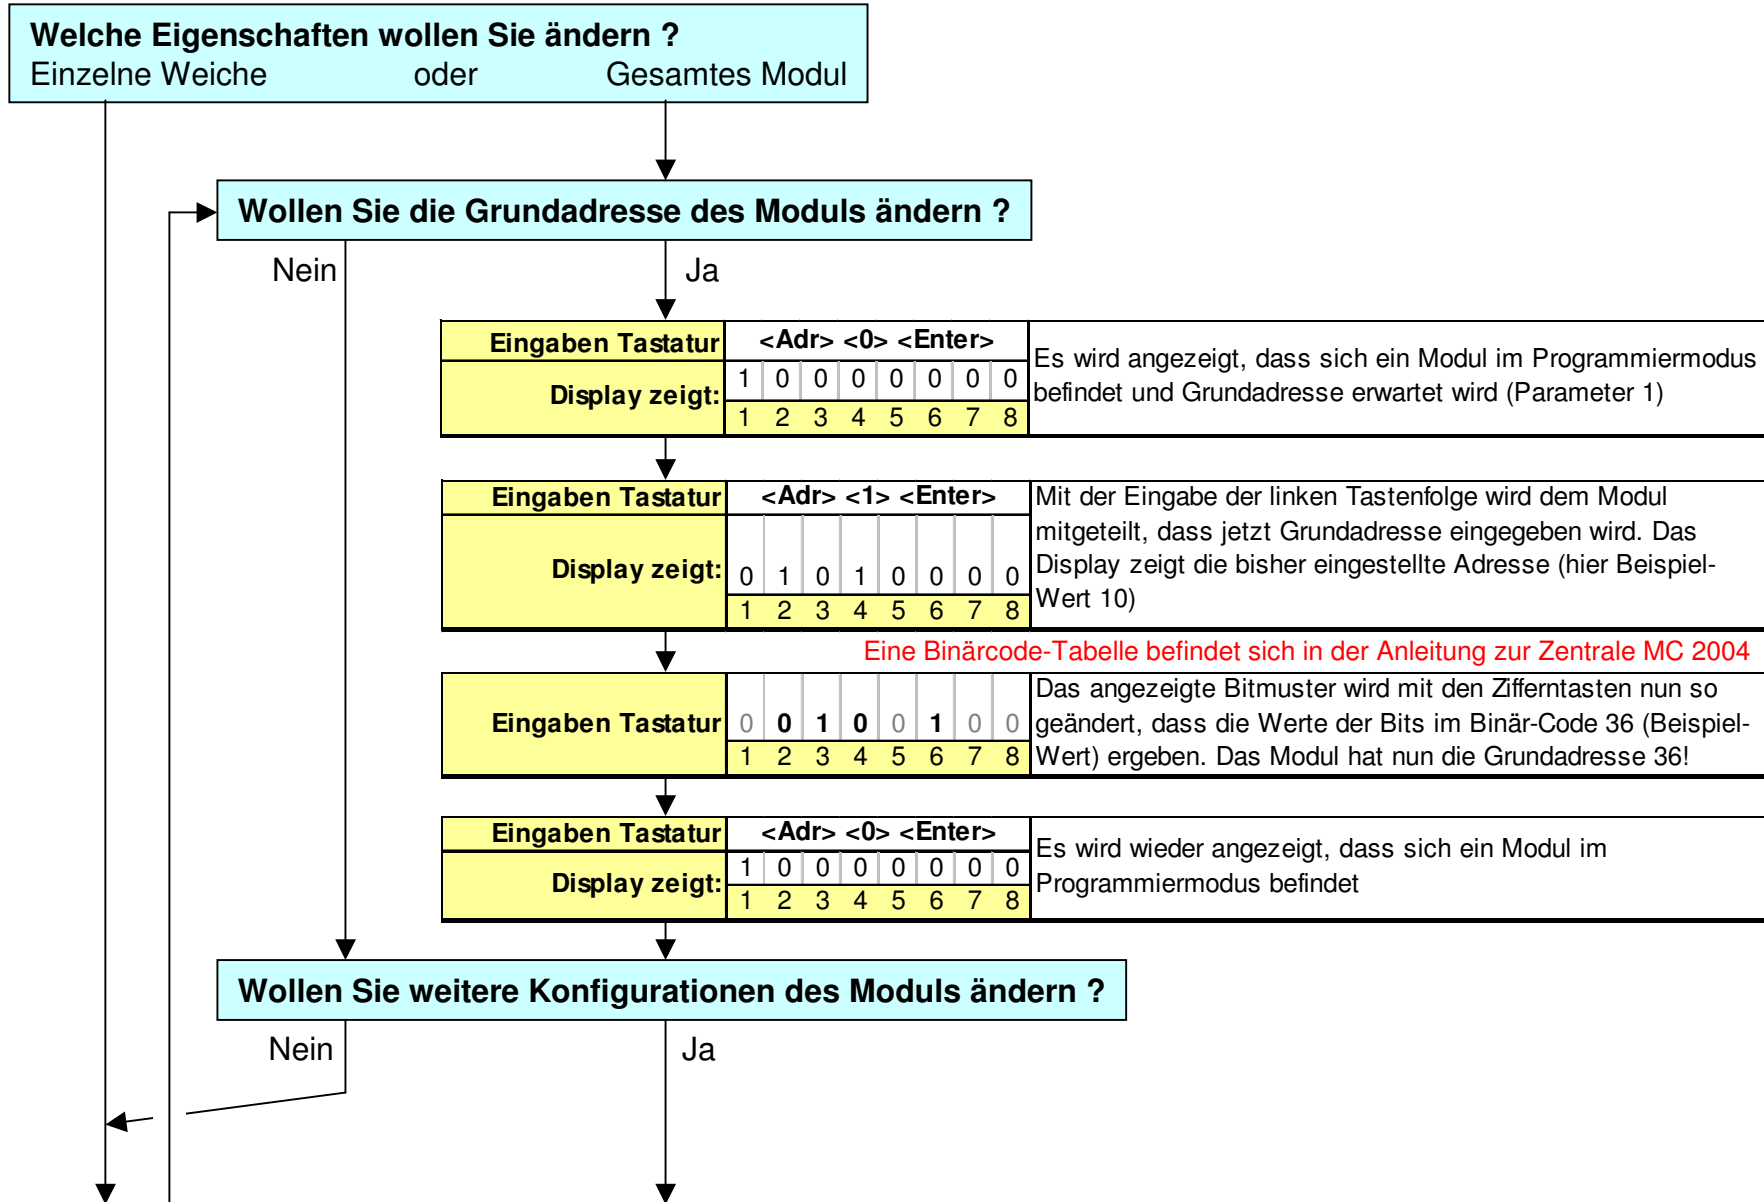 Welche Eigenschaften wollen Sie ändern ?
Einzelne Weiche oder Gesamtes Modul
Wollen Sie die Grundadresse des Moduls ändern ?
Nein Ja
Eingaben Tastatur <Adr> <0> <Enter>
Display zeigt: 1 0 0 0 0 0 0 0
1 2 3 4 5 6 7 8
Es wird angezeigt, dass sich ein Modul im Programmiermodus
befindet und Grundadresse erwartet wird (Parameter 1)
Eingaben Tastatur <Adr> <1> <Enter>
Display zeigt: 0 1 0 1 0 0 0 0
1 2 3 4 5 6 7 8
Mit der Eingabe der linken Tastenfolge wird dem Modul
mitgeteilt, dass jetzt Grundadresse eingegeben wird. Das
Display zeigt die bisher eingestellte Adresse (hier Beispiel-
Wert 10)
Eine Binärcode-Tabelle befindet sich in der Anleitung zur Zentrale MC 2004
Eingaben Tastatur 0 0 1 0 0 1 0 0
1 2 3 4 5 6 7 8
Das angezeigte Bitmuster wird mit den Zifferntasten nun so
geändert, dass die Werte der Bits im Binär-Code 36 (Beispiel-
Wert) ergeben. Das Modul hat nun die Grundadresse 36!
Eingaben Tastatur <Adr> <0> <Enter>
Display zeigt: 1 0 0 0 0 0 0 0
1 2 3 4 5 6 7 8
Es wird wieder angezeigt, dass sich ein Modul im
Programmiermodus befindet
Wollen Sie weitere Konfigurationen des Moduls ändern ?
Nein Ja